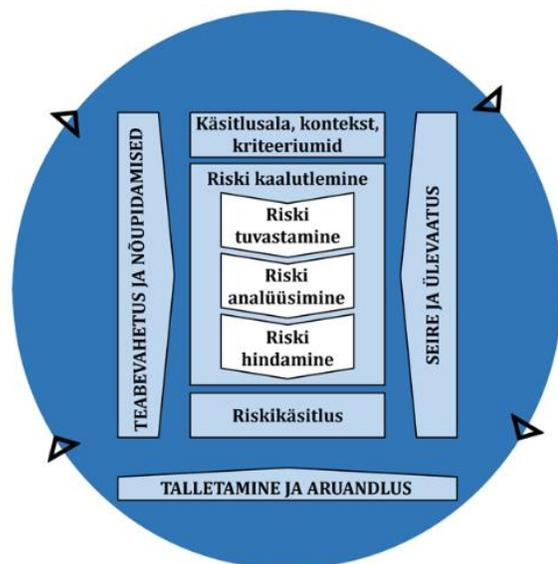 Käsitlusala, kontekst,
kriteeriumid
Riski kaalutlemine
Riski
tuvastamine
Riski
analüüsimine
Riski
hindamine
Riskikäsitlus
TEABEVAHETUS JA NÕUPIDAMISED
SEIRE JA ÜLEVAATUS
TALLETAMINE JA ARUANDLUS